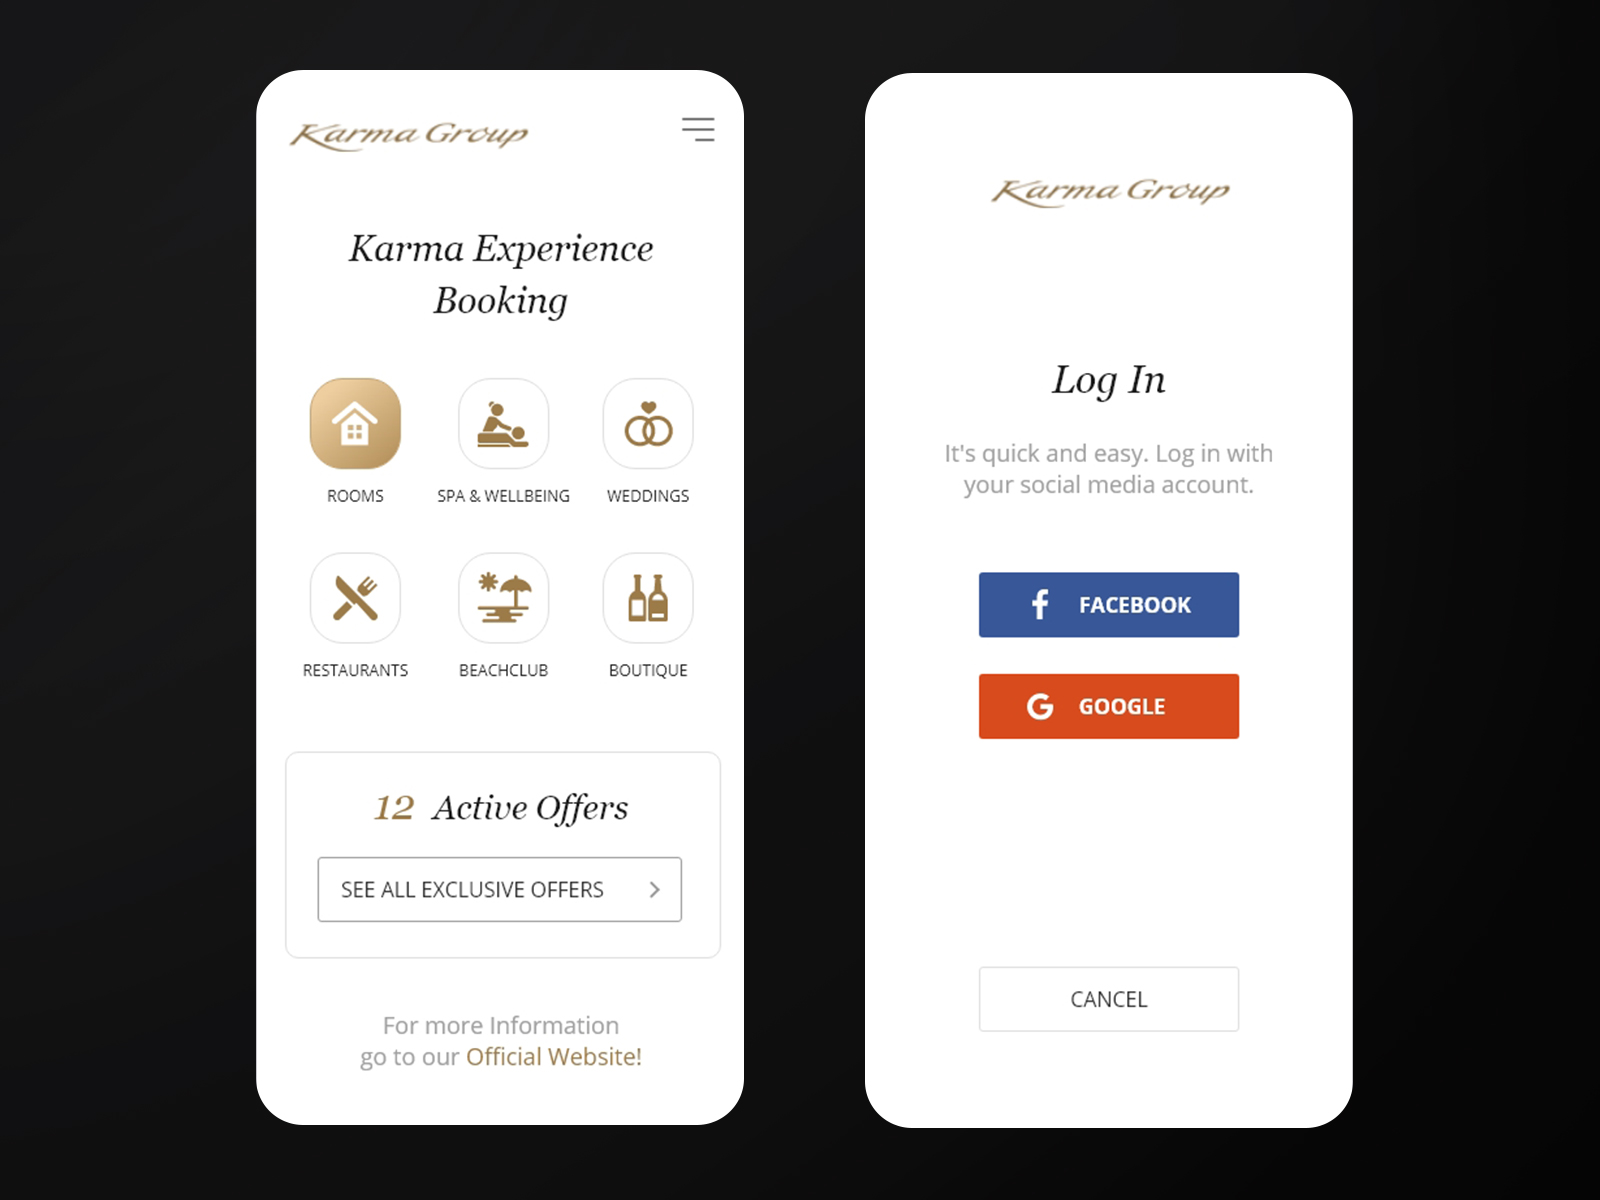 Karma Group
Karma Experience
Booking
ROOMS
SPA & WELLBEING
WEDDINGS
RESTAURANTS
BEACHCLUB
BOUTIQUE
12 Active Offers
SEE ALL EXCLUSIVE OFFERS
For more Information
go to our Official Website!
Karma Group
Log In
It's quick and easy. Log in with
your social media account.
FACEBOOK
GOOGLE
CANCEL